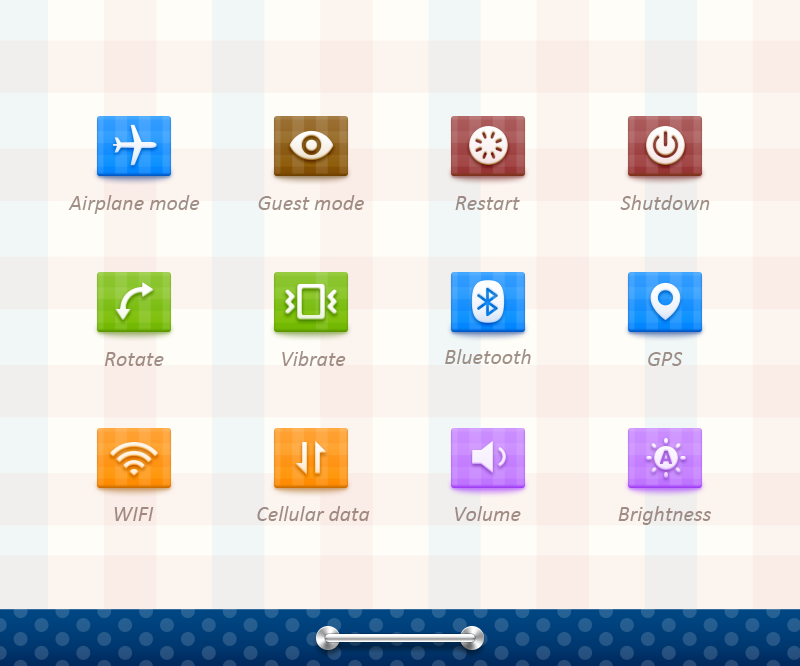 Airplane mode
Guest mode
Restart
Shutdown
Rotate
Vibrate
Bluetooth
GPS
A
WIFI
Cellular data
Volume
Brightness